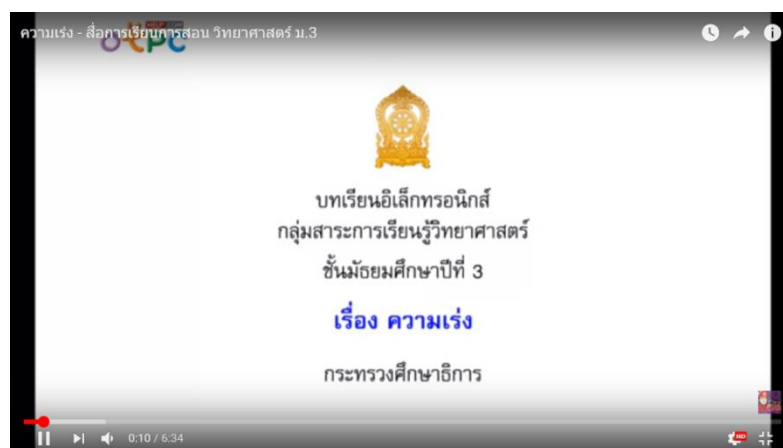 ความเร่ง - สื่อการเรียนการสอน วิทยาศาสตร์ ม.3
OTPC
บทเรียนอิเล็กทรอนิกส์
กลุ่มสาระการเรียนรู้วิทยาศาสตร์
ชั้นมัธยมศึกษาปีที่ 3
เรื่อง ความเร่ง
กระทรวงศึกษาธิการ
0:10 / 6:34
HD